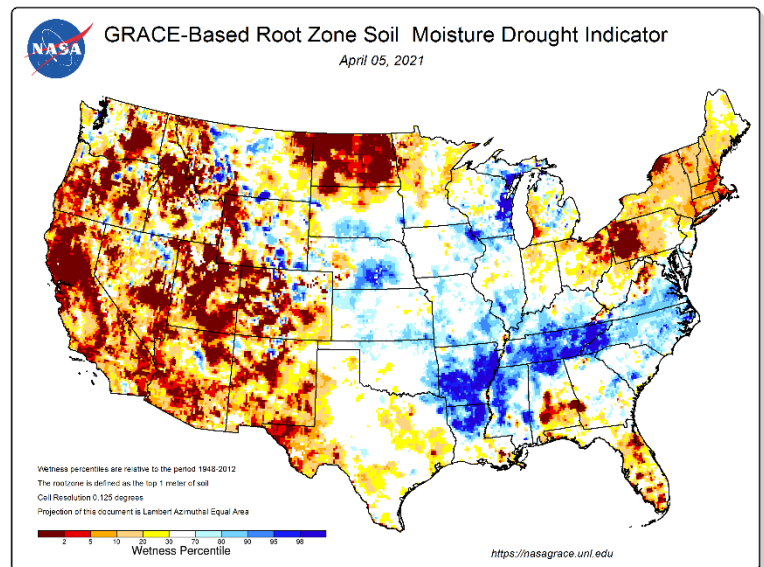 NASA
GRACE-Based Root Zone Soil Moisture Drought Indicator
April 05, 2021
Wetness percentiles are relative to the period 1948-2012
The rootzone is defined as the top 1 meter of soil
Cell Resolution 0.125 degrees
Projection of this document is Lambert Azimuthal Equal Area
2 5 10 20 30 70 80 90 95 98
Wetness Percentile
https://nasagrace.unl.edu